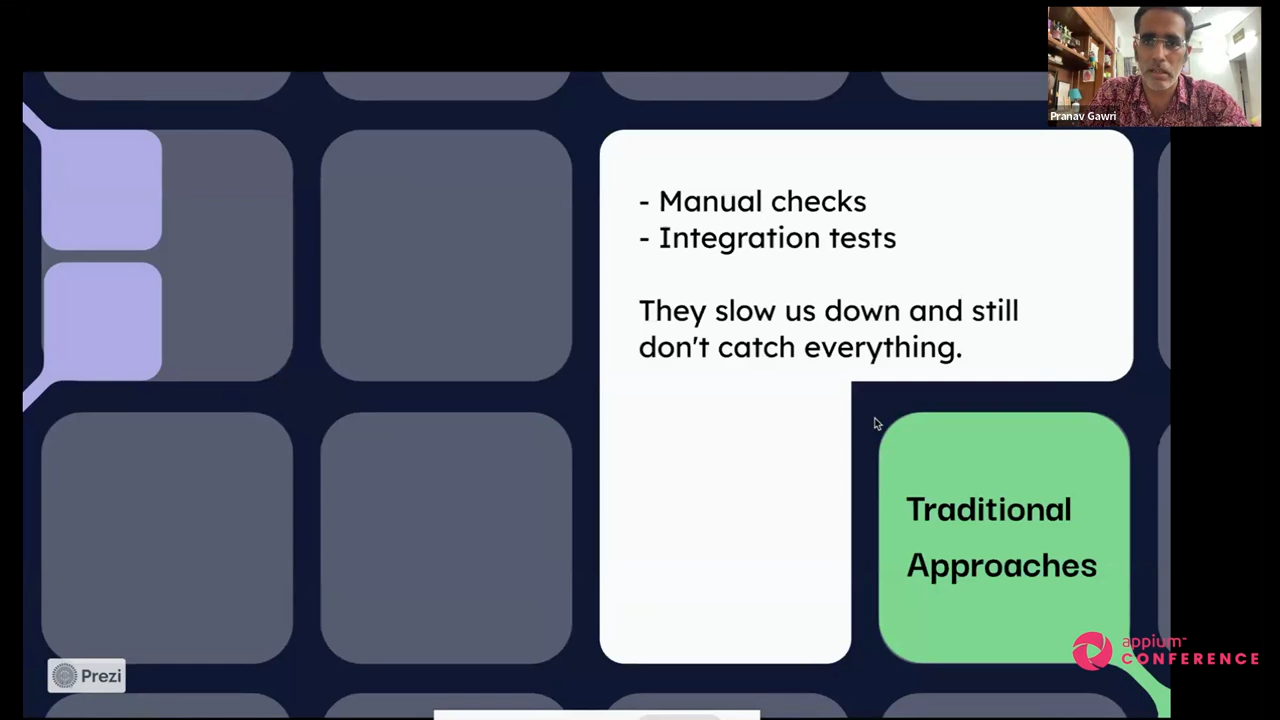 Pranav Gawri
- Manual checks
- Integration tests
They slow us down and still
don't catch everything.
Traditional
Approaches
Prezi
appium
CONFERENCE